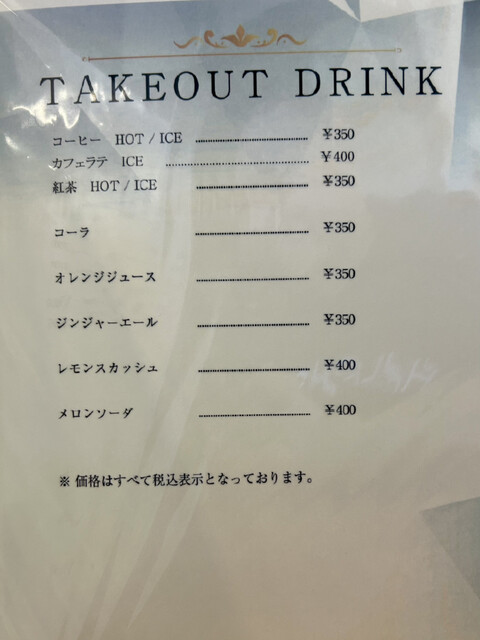 TAKEOUT DRINK
コーヒー HOT / ICE ¥350
カフェラテ ICE ¥400
紅茶 HOT / ICE ¥350
コーラ ¥350
オレンジジュース ¥350
ジンジャーエール ¥350
レモンスカッシュ ¥400
メロンソーダ ¥400
※ 価格はすべて税込表示となっております。